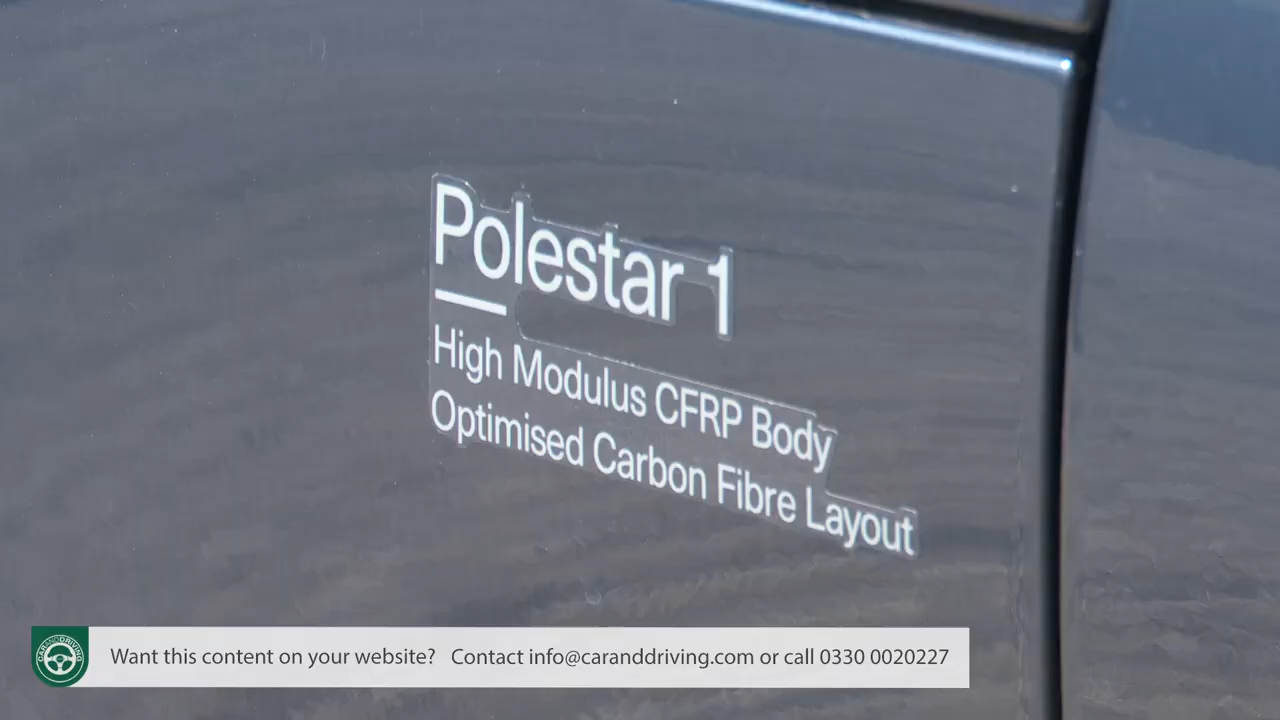 Polestar 1
High Modulus CFRP Body
Optimised Carbon Fibre Layout
CARANDDRIVING
Want this content on your website? Contact info@caranddriving.com or call 0330 0020227